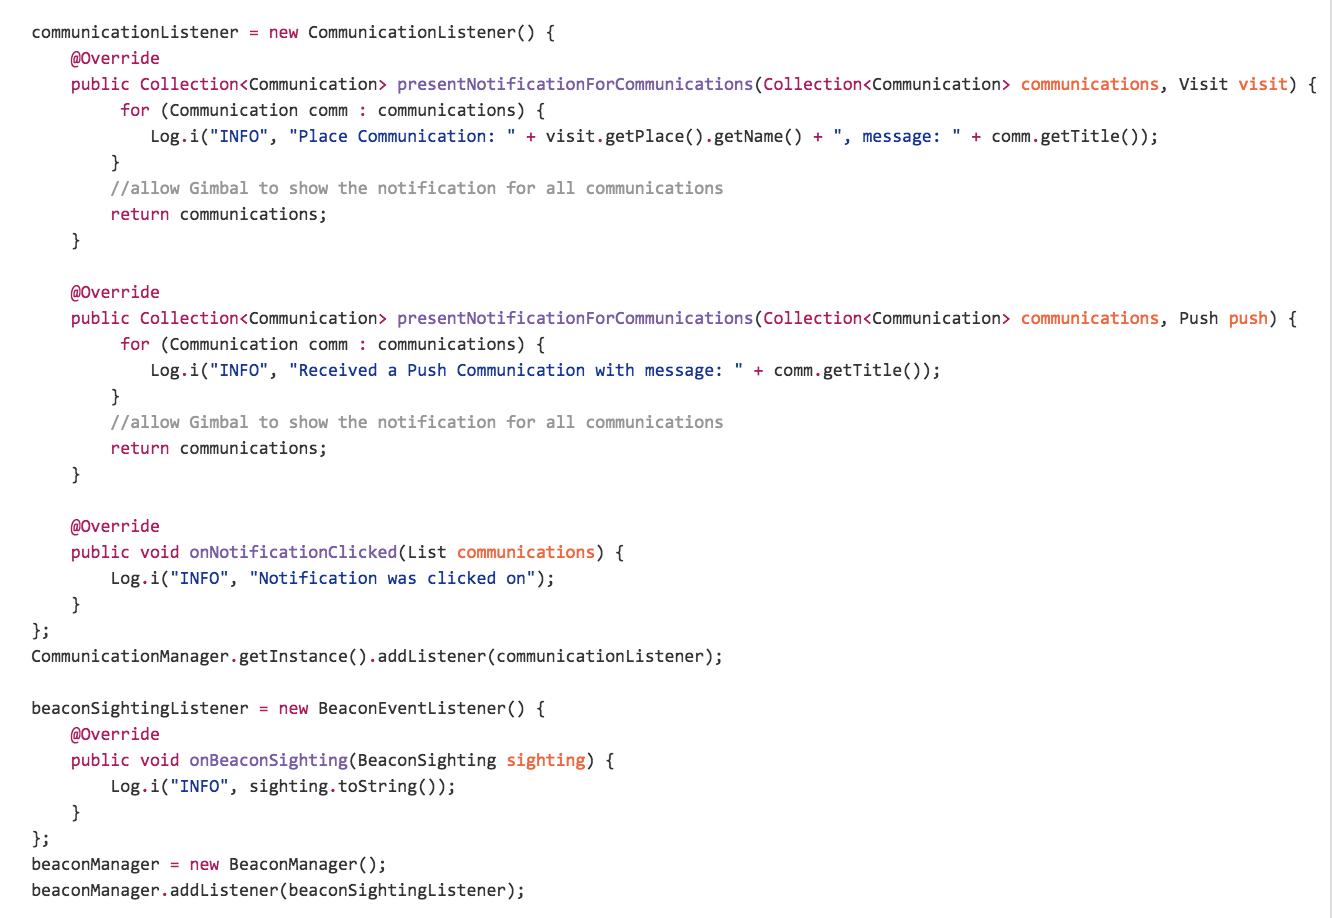 communicationListener = new CommunicationListener() {
    @Override
    public Collection<Communication> presentNotificationForCommunications(Collection<Communication> communications, Visit visit) {
         for (Communication comm : communications) {
            Log.i("INFO", "Place Communication: " + visit.getPlace().getName() + ", message: " + comm.getTitle());
        }
        //allow Gimbal to show the notification for all communications
        return communications;
    }

    @Override
    public Collection<Communication> presentNotificationForCommunications(Collection<Communication> communications, Push push) {
         for (Communication comm : communications) {
            Log.i("INFO", "Received a Push Communication with message: " + comm.getTitle());
        }
        //allow Gimbal to show the notification for all communications
        return communications;
    }

    @Override
    public void onNotificationClicked(List communications) {
        Log.i("INFO", "Notification was clicked on");
    }
};
CommunicationManager.getInstance().addListener(communicationListener);

beaconSightingListener = new BeaconEventListener() {
    @Override
    public void onBeaconSighting(BeaconSighting sighting) {
        Log.i("INFO", sighting.toString());
    }
};
beaconManager = new BeaconManager();
beaconManager.addListener(beaconSightingListener);